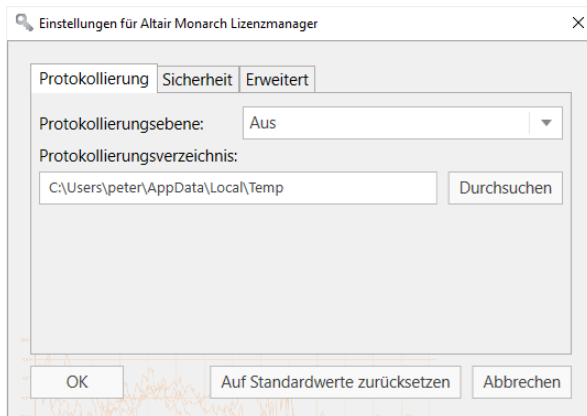 Einstellungen für Altair Monarch Lizenzmanager
Protokollierung Sicherheit Erweitert
Protokollierungsebene: Aus
Protokollierungsverzeichnis:
C:\Users\peter\AppData\Local\Temp Durchsuchen
OK Auf Standardwerte zurücksetzen Abbrechen